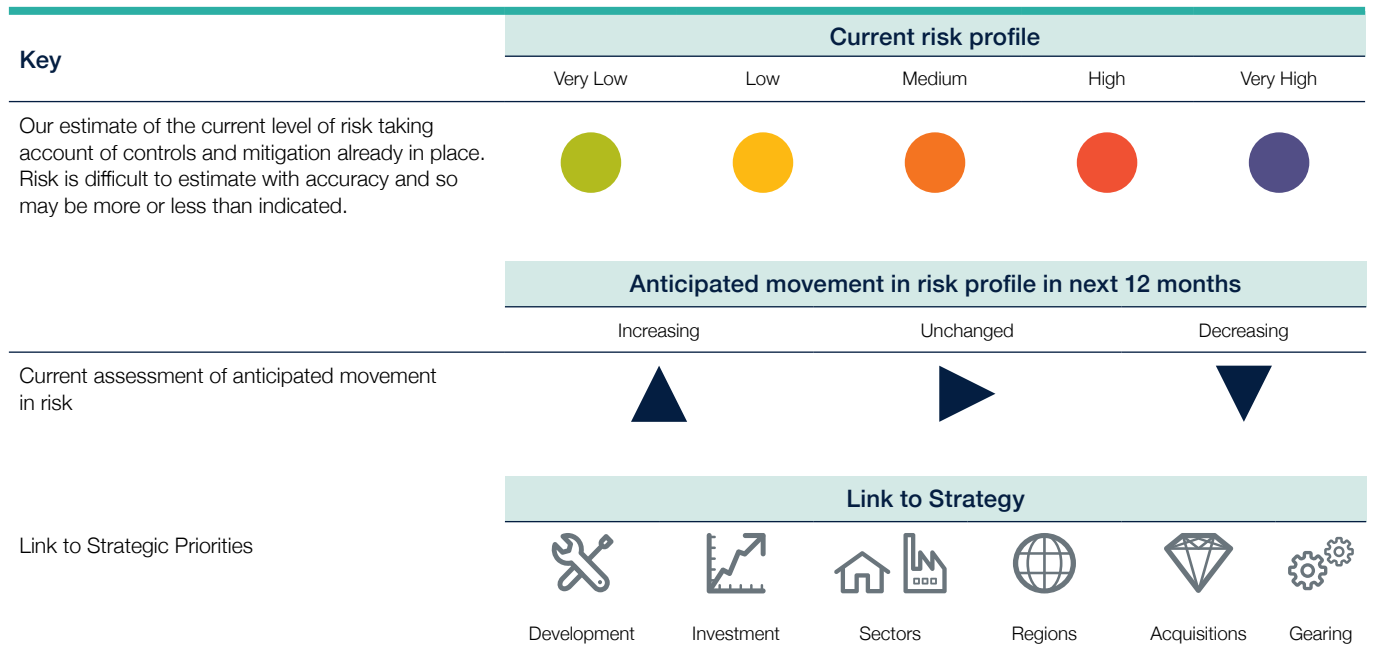 Key
Current risk profile
Very Low Low Medium High Very High
Our estimate of the current level of risk taking
account of controls and mitigation already in place.
Risk is difficult to estimate with accuracy and so
may be more or less than indicated.
Anticipated movement in risk profile in next 12 months
Increasing Unchanged Decreasing
Current assessment of anticipated movement
in risk
Link to Strategy
Link to Strategic Priorities
Development Investment Sectors Regions Acquisitions Gearing